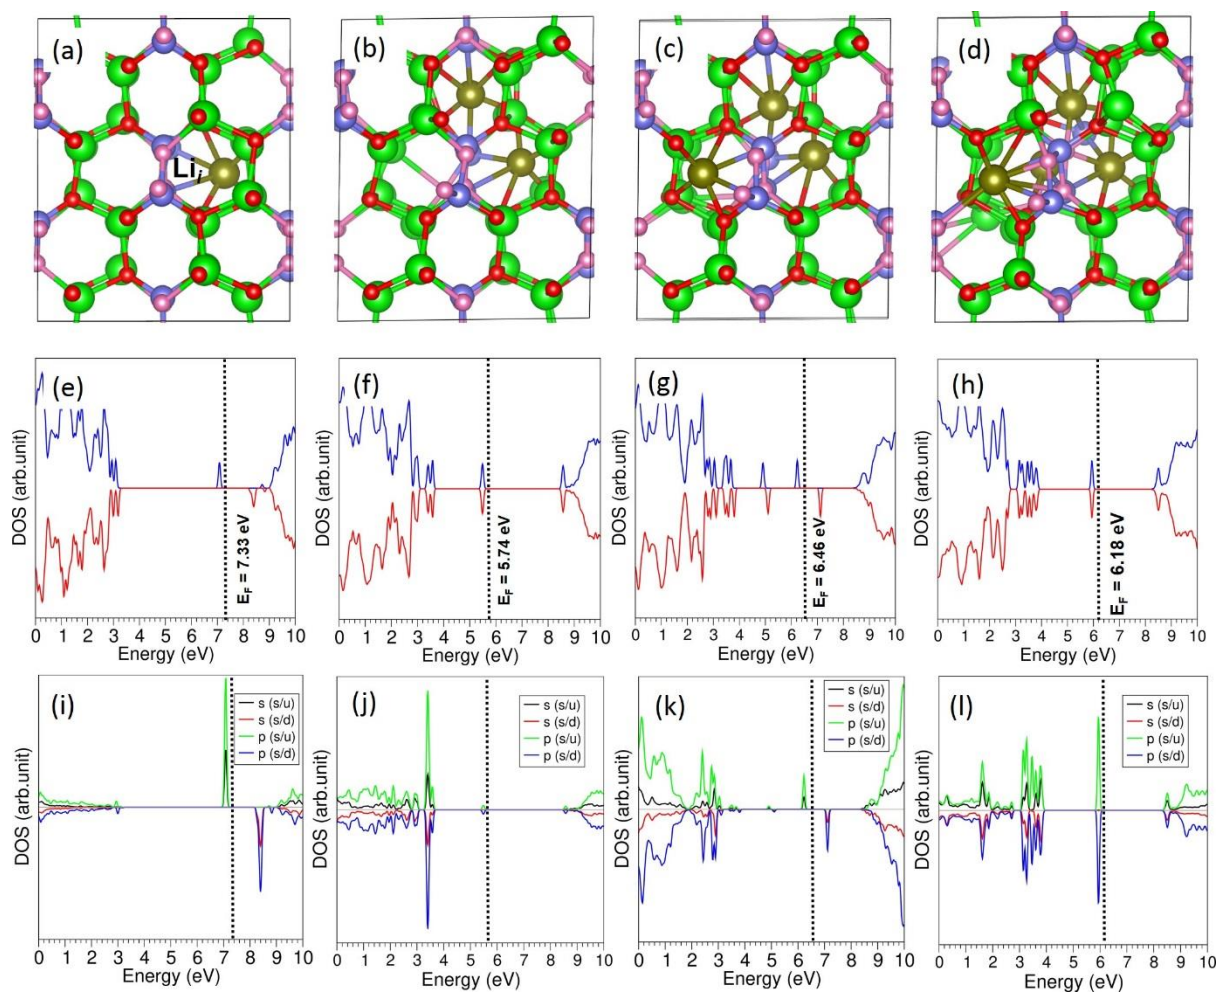 (a) (b) (c) (d)
Li_i
(e) (f) (g) (h)
DOS (arb.unit) DOS (arb.unit) DOS (arb.unit) DOS (arb.unit)
E_F = 7.33 eV E_F = 5.74 eV E_F = 6.46 eV E_F = 6.18 eV
0 1 2 3 4 5 6 7 8 9 10 0 1 2 3 4 5 6 7 8 9 10 0 1 2 3 4 5 6 7 8 9 10 0 1 2 3 4 5 6 7 8 9 10
Energy (eV) Energy (eV) Energy (eV) Energy (eV)
(i) (j) (k) (l)
s (s/u) s (s/u) s (s/u) s (s/u)
s (s/d) s (s/d) s (s/d) s (s/d)
p (s/u) p (s/u) p (s/u) p (s/u)
p (s/d) p (s/d) p (s/d) p (s/d)
DOS (arb.unit) DOS (arb.unit) DOS (arb.unit) DOS (arb.unit)
0 1 2 3 4 5 6 7 8 9 10 0 1 2 3 4 5 6 7 8 9 10 0 1 2 3 4 5 6 7 8 9 10 0 1 2 3 4 5 6 7 8 9 10
Energy (eV) Energy (eV) Energy (eV) Energy (eV)